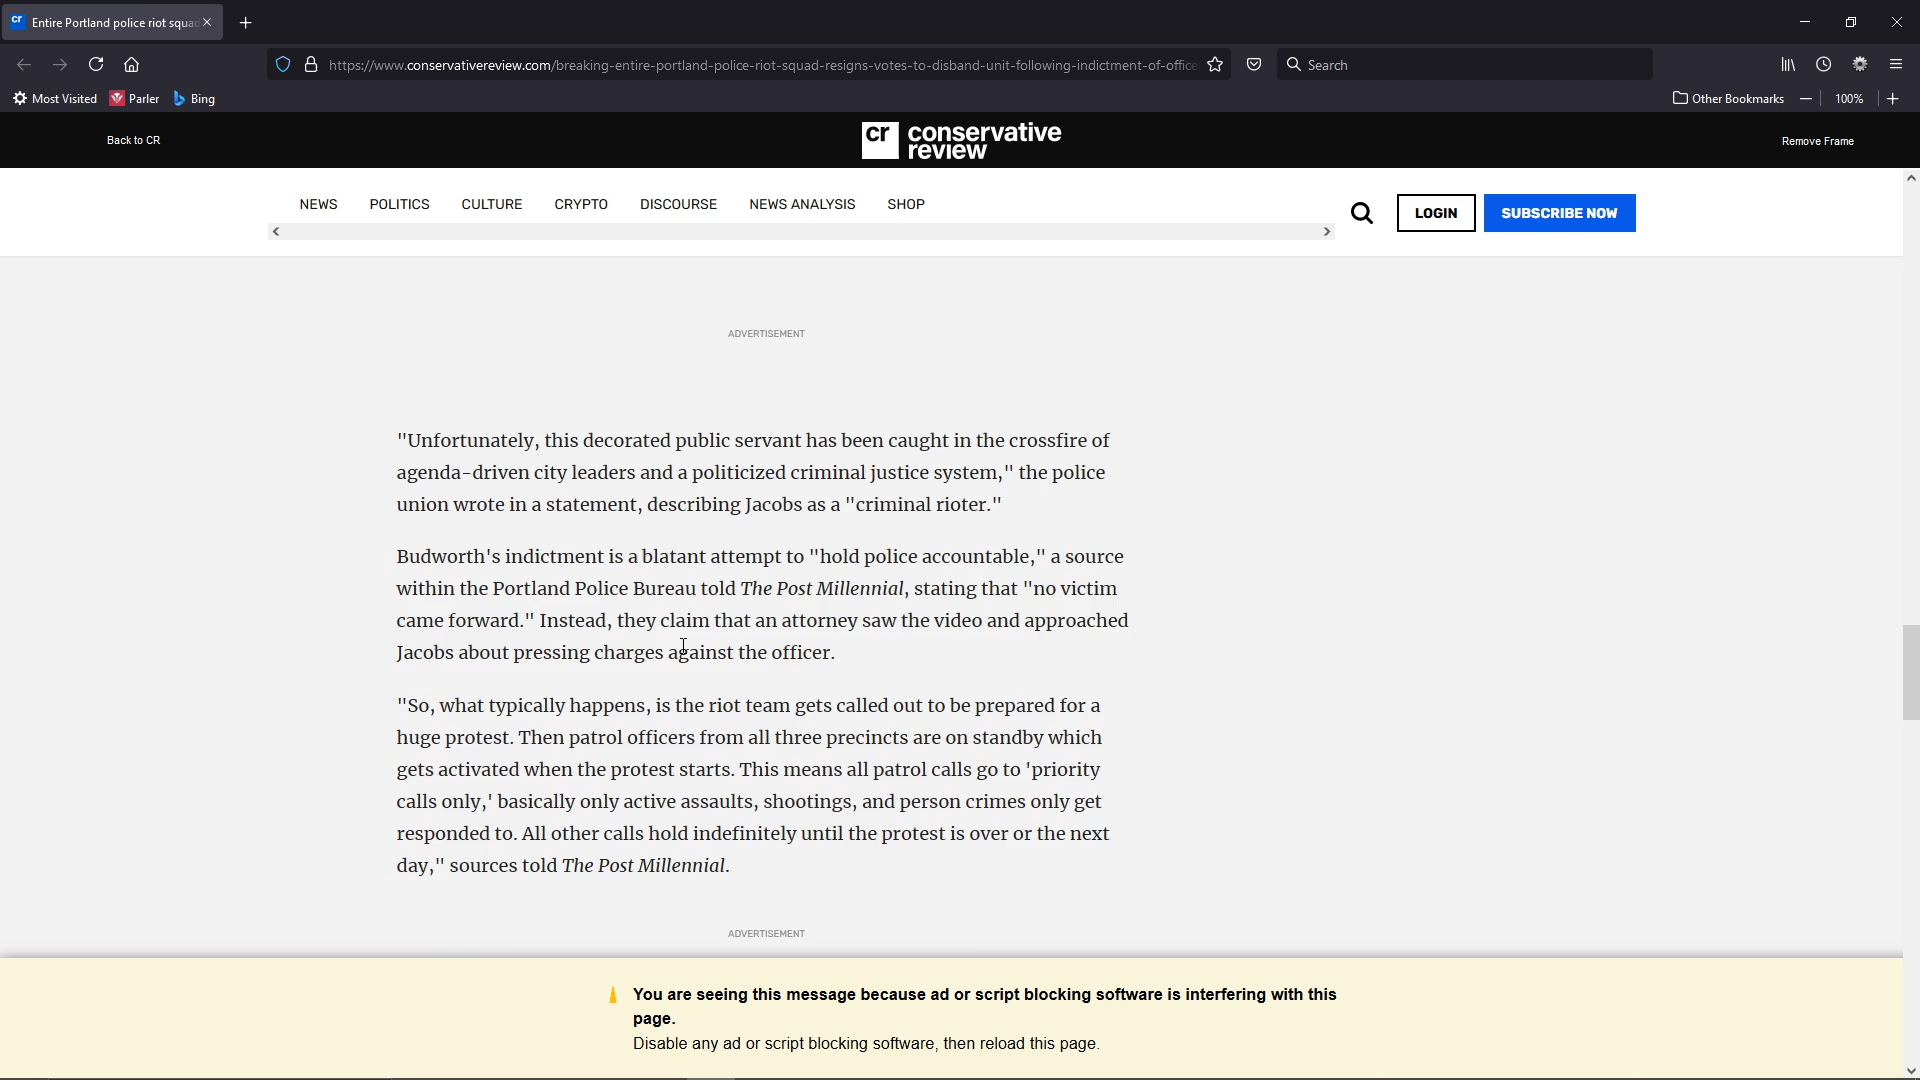 Entire Portland police riot squa
https://www.conservativereview.com/breaking-entire-portland-police-riot-squad-resigns-votes-to-disband-unit-following-indictment-of-office
Search
Most Visited
Parler
Bing
Other Bookmarks
100%
Back to CR
cr conservative
review
Remove Frame
NEWS
POLITICS
CULTURE
CRYPTO
DISCOURSE
NEWS ANALYSIS
SHOP
LOGIN
SUBSCRIBE NOW
ADVERTISEMENT
"Unfortunately, this decorated public servant has been caught in the crossfire of
agenda-driven city leaders and a politicized criminal justice system," the police
union wrote in a statement, describing Jacobs as a "criminal rioter."
Budworth's indictment is a blatant attempt to "hold police accountable," a source
within the Portland Police Bureau told The Post Millennial, stating that "no victim
came forward." Instead, they claim that an attorney saw the video and approached
Jacobs about pressing charges against the officer.
"So, what typically happens, is the riot team gets called out to be prepared for a
huge protest. Then patrol officers from all three precincts are on standby which
gets activated when the protest starts. This means all patrol calls go to 'priority
calls only,' basically only active assaults, shootings, and person crimes only get
responded to. All other calls hold indefinitely until the protest is over or the next
day," sources told The Post Millennial.
ADVERTISEMENT
You are seeing this message because ad or script blocking software is interfering with this
page.
Disable any ad or script blocking software, then reload this page.